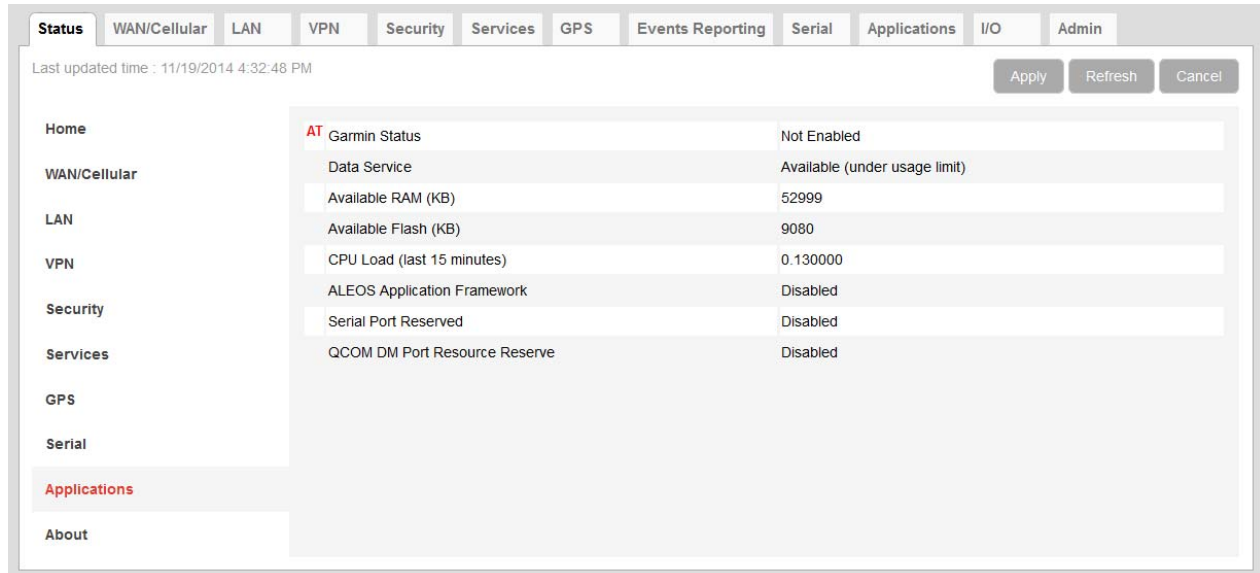 Status WAN/Cellular LAN VPN Security Services GPS Events Reporting Serial Applications I/O Admin
Last updated time : 11/19/2014 4:32:48 PM
Apply Refresh Cancel
Home
WAN/Cellular
LAN
VPN
Security
Services
GPS
Serial
Applications
About
AT Garmin Status Not Enabled
Data Service Available (under usage limit)
Available RAM (KB) 52999
Available Flash (KB) 9080
CPU Load (last 15 minutes) 0.130000
ALEOS Application Framework Disabled
Serial Port Reserved Disabled
QCOM DM Port Resource Reserve Disabled